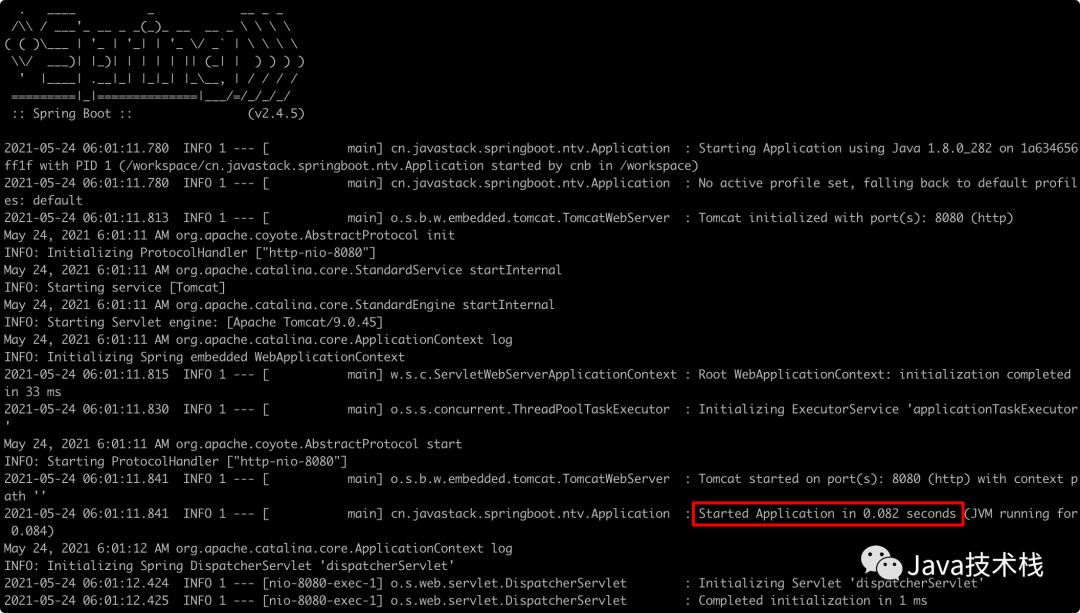 .   ____          _            __ _ _
 /\\ / ___'_ __ _ _(_)_ __  __ _ \ \ \ \
( ( )\___ | '_ | '_| | '_ \/ _` | \ \ \ \
 \\/  ___)| |_)| | | | | || (_| |  ) ) ) )
  '  |____| .__|_| |_|_| |_\__, | / / / /
 =========|_|==============|___/=/_/_/_/
 :: Spring Boot ::                (v2.4.5)
2021-05-24 06:01:11.780  INFO 1 --- [           main] cn.javastack.springboot.ntv.Application  : Starting Application using Java 1.8.0_282 on 1a634656
ff1f with PID 1 (/workspace/cn.javastack.springboot.ntv.Application started by cnb in /workspace)
2021-05-24 06:01:11.780  INFO 1 --- [           main] cn.javastack.springboot.ntv.Application  : No active profile set, falling back to default profil
es: default
2021-05-24 06:01:11.813  INFO 1 --- [           main] o.s.b.w.embedded.tomcat.TomcatWebServer  : Tomcat initialized with port(s): 8080 (http)
May 24, 2021 6:01:11 AM org.apache.coyote.AbstractProtocol init
INFO: Initializing ProtocolHandler ["http-nio-8080"]
May 24, 2021 6:01:11 AM org.apache.catalina.core.StandardService startInternal
INFO: Starting service [Tomcat]
May 24, 2021 6:01:11 AM org.apache.catalina.core.StandardEngine startInternal
INFO: Starting Servlet engine: [Apache Tomcat/9.0.45]
May 24, 2021 6:01:11 AM org.apache.catalina.core.ApplicationContext log
INFO: Initializing Spring embedded WebApplicationContext
2021-05-24 06:01:11.815  INFO 1 --- [           main] w.s.c.ServletWebServerApplicationContext : Root WebApplicationContext: initialization completed
in 33 ms
2021-05-24 06:01:11.830  INFO 1 --- [           main] o.s.s.concurrent.ThreadPoolTaskExecutor  : Initializing ExecutorService 'applicationTaskExecutor
'
May 24, 2021 6:01:11 AM org.apache.coyote.AbstractProtocol start
INFO: Starting ProtocolHandler ["http-nio-8080"]
2021-05-24 06:01:11.841  INFO 1 --- [           main] o.s.b.w.embedded.tomcat.TomcatWebServer  : Tomcat started on port(s): 8080 (http) with context p
ath ''
2021-05-24 06:01:11.841  INFO 1 --- [           main] cn.javastack.springboot.ntv.Application  : Started Application in 0.082 seconds (JVM running for
 0.084)
May 24, 2021 6:01:12 AM org.apache.catalina.core.ApplicationContext log
INFO: Initializing Spring DispatcherServlet 'dispatcherServlet'
2021-05-24 06:01:12.424  INFO 1 --- [nio-8080-exec-1] o.s.web.servlet.DispatcherServlet        : Initializing Servlet 'dispatcherServlet'
2021-05-24 06:01:12.425  INFO 1 --- [nio-8080-exec-1] o.s.web.servlet.DispatcherServlet        : Completed initialization in 1 ms
Java技术栈